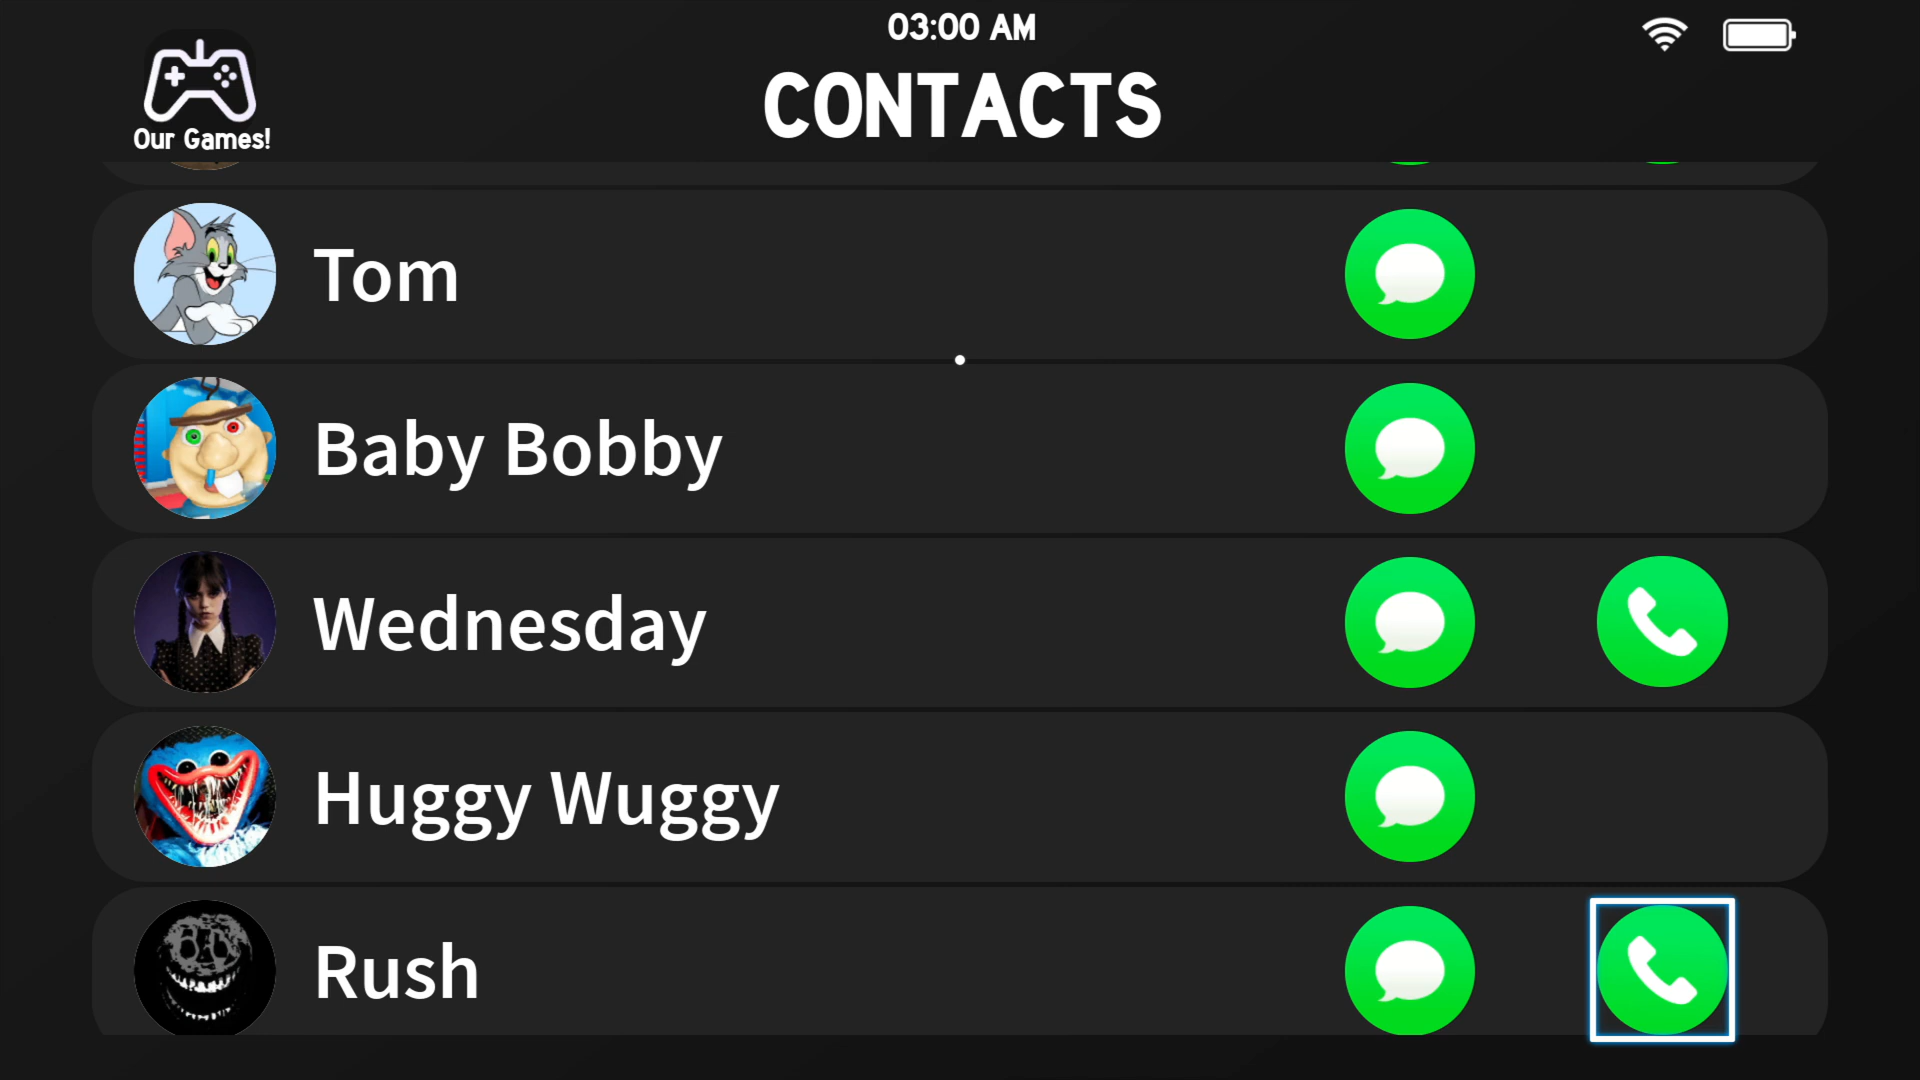 03:00 AM
CONTACTS
Our Games!
Tom
Baby Bobby
Wednesday
Huggy Wuggy
Rush